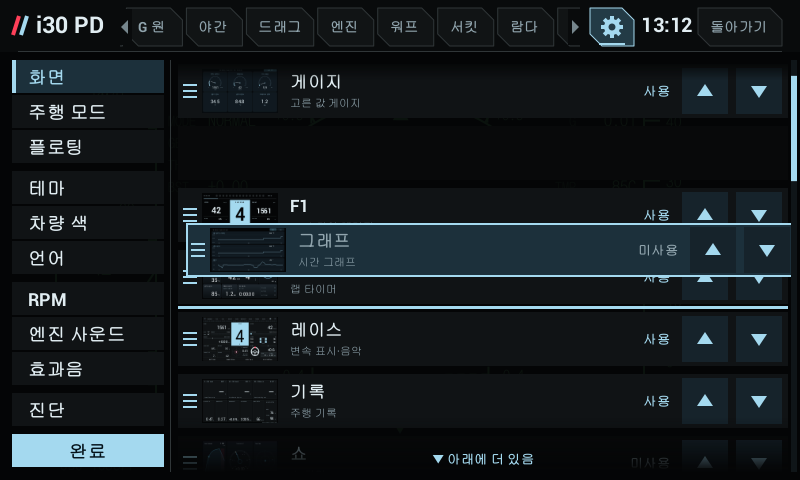 i30 PD
G 원
야간
드래그
엔진
워프
서킷
람다
13:12
돌아가기
화면
주행 모드
플로팅
테마
차량 색
언어
RPM
엔진 사운드
효과음
진단
완료
게이지
고른 값 게이지
사용
F1
42
4
1561
사용
그래프
시간 그래프
미사용
랩 타이머
사용
레이스
변속 표시·음악
4
사용
기록
주행 기록
사용
쇼
미사용
▼ 아래에 더 있음